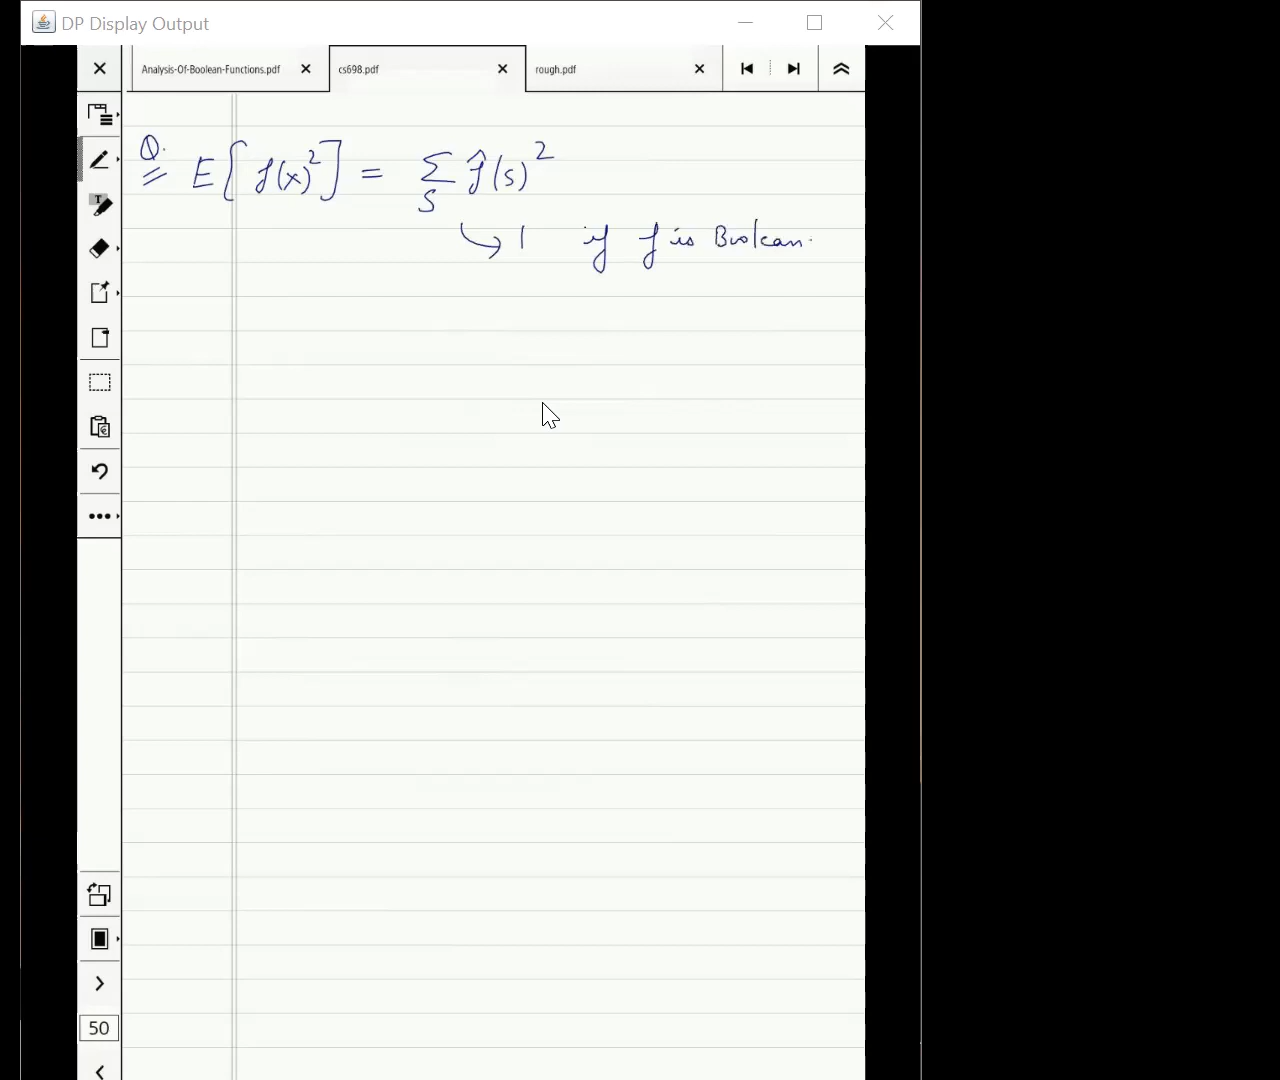 DP Display Output
Analysis-Of-Boolean-Functions.pdf
cs698.pdf
rough.pdf
Q. E[f(x)²] = Σ_S f̂(s)²
↳ 1 if f is Boolean.
50